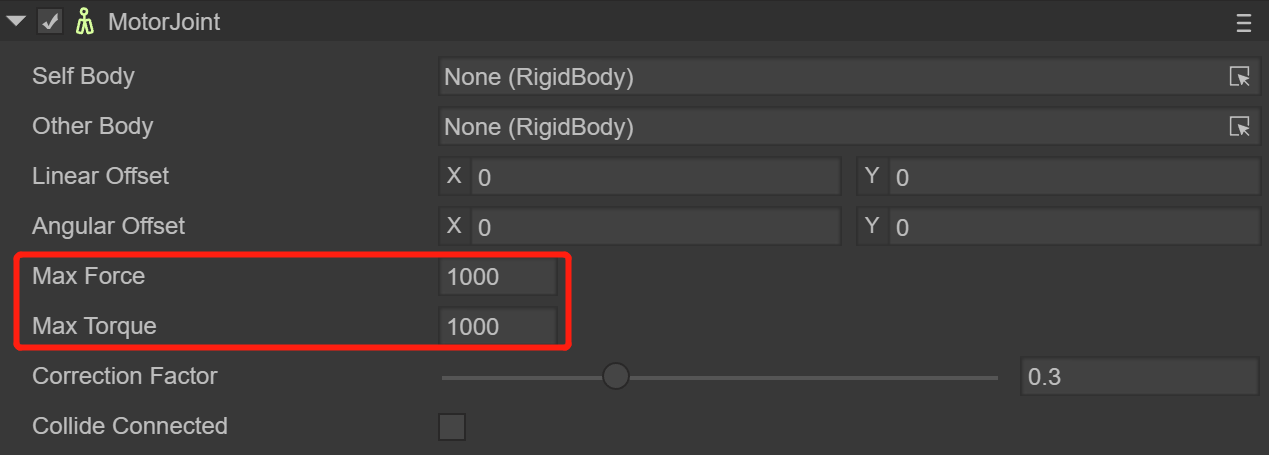 MotorJoint
Self Body None (RigidBody)
Other Body None (RigidBody)
Linear Offset X 0 Y 0
Angular Offset X 0 Y 0
Max Force 1000
Max Torque 1000
Correction Factor 0.3
Collide Connected